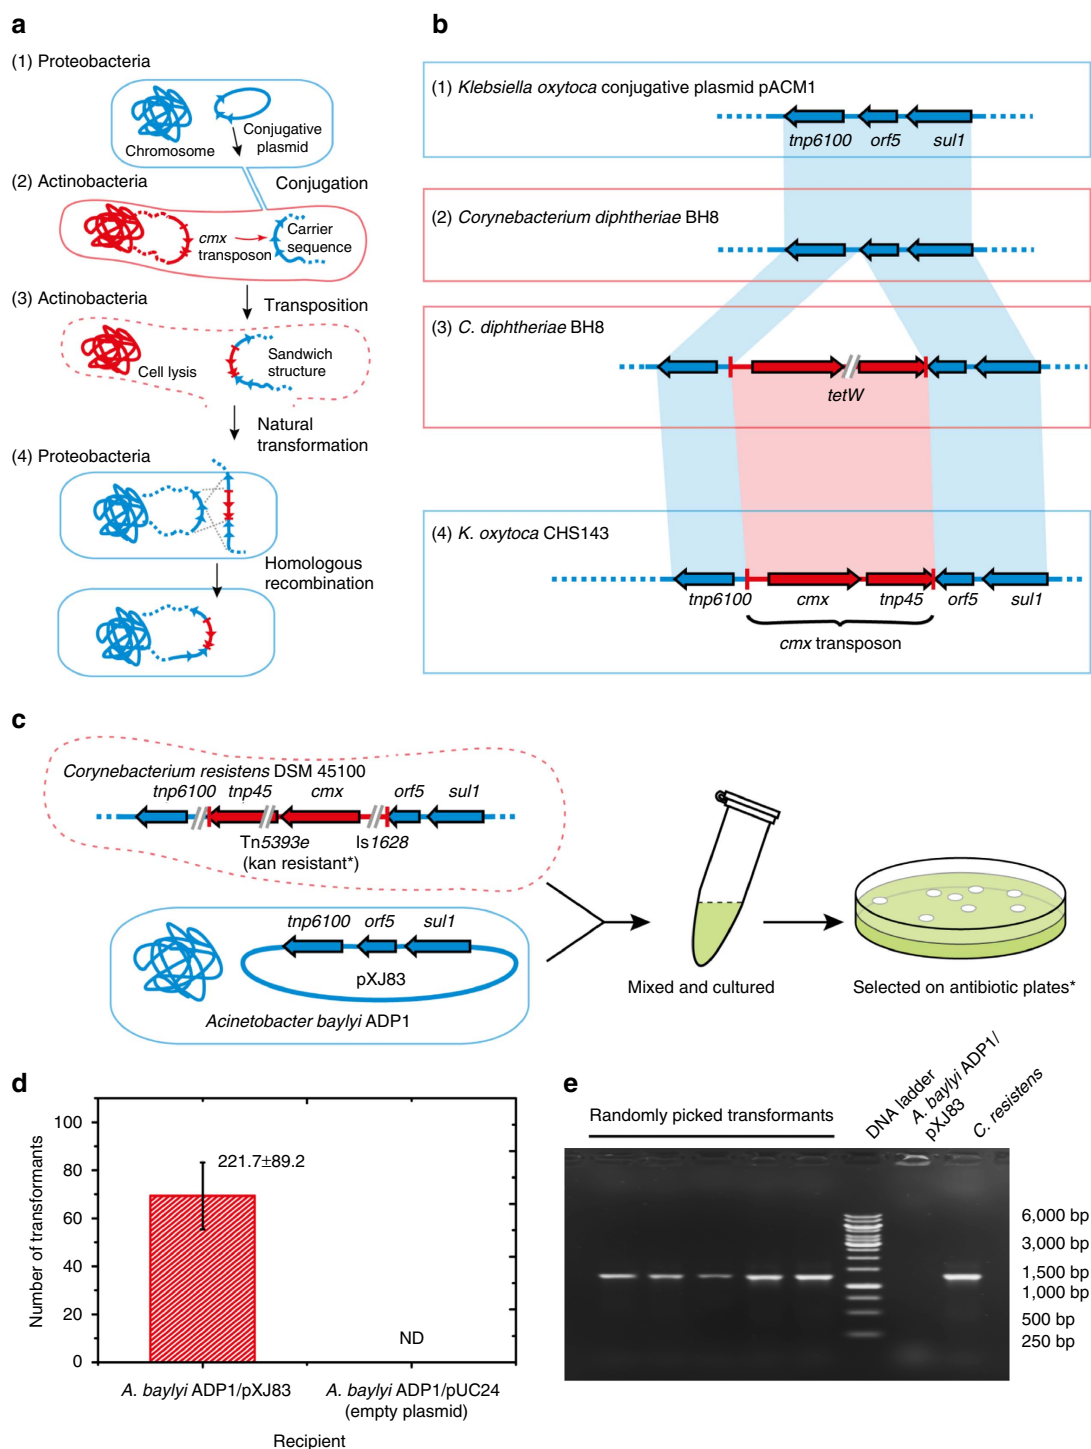 a
(1) Proteobacteria
Chromosome
Conjugative
plasmid
(2) Actinobacteria
Conjugation
cmx
transposon
Carrier
sequence
(3) Actinobacteria
Transposition
Cell lysis
Sandwich
structure
Natural
transformation
(4) Proteobacteria
Homologous
recombination
b
(1) Klebsiella oxytoca conjugative plasmid pACM1
tnp6100 orf5 sul1
(2) Corynebacterium diphtheriae BH8
(3) C. diphtheriae BH8
tetW
(4) K. oxytoca CHS143
tnp6100 cmx tnp45 orf5 sul1
cmx transposon
c
Corynebacterium resistens DSM 45100
tnp6100 tnp45 cmx orf5 sul1
Tn5393e Is1628
(kan resistant*)
tnp6100 orf5 sul1
pXJ83
Acinetobacter baylyi ADP1
Mixed and cultured
Selected on antibiotic plates*
d
Number of transformants
100
80
60
40
20
0
221.7±89.2
ND
A. baylyi ADP1/pXJ83
A. baylyi ADP1/pUC24
(empty plasmid)
Recipient
e
Randomly picked transformants
DNA ladder
A. baylyi ADP1/
pXJ83
C. resistens
6,000 bp
3,000 bp
1,500 bp
1,000 bp
500 bp
250 bp